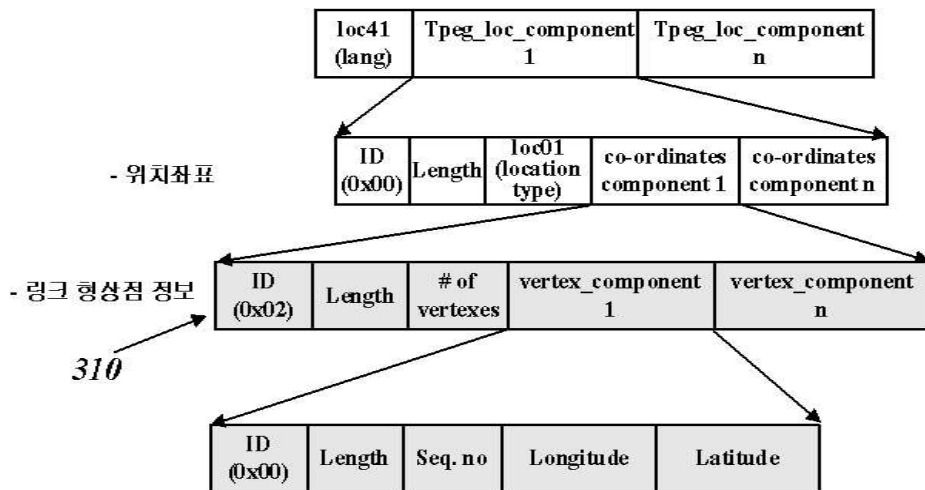 loc41 (lang) Tpeg_loc_component 1 Tpeg_loc_component n
- 위치좌표
ID (0x00) Length loc01 (location type) co-ordinates component 1 co-ordinates component n
- 링크 형상점 정보
ID (0x02) Length # of vertexes vertex_component 1 vertex_component n
310
ID (0x00) Length Seq. no Longitude Latitude